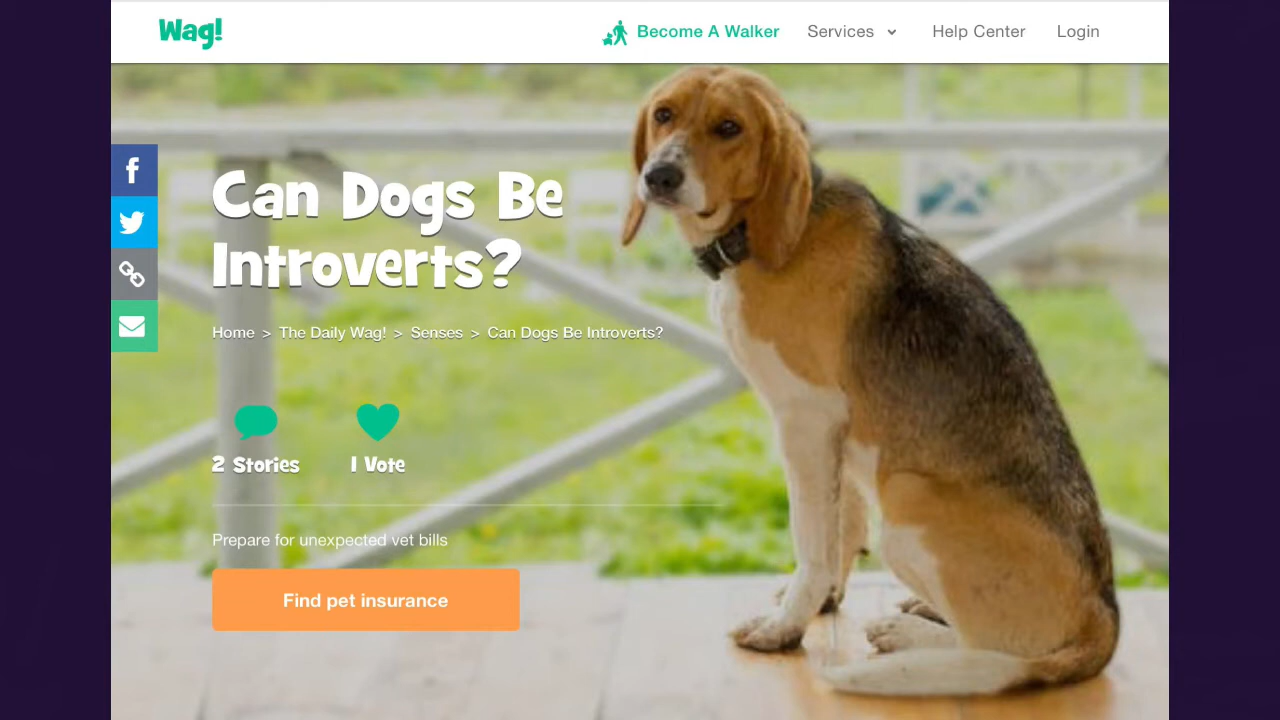 Wag!
Become A Walker
Services
Help Center
Login
Can Dogs Be
Introverts?
Home > The Daily Wag! > Senses > Can Dogs Be Introverts?
2 Stories
1 Vote
Prepare for unexpected vet bills
Find pet insurance